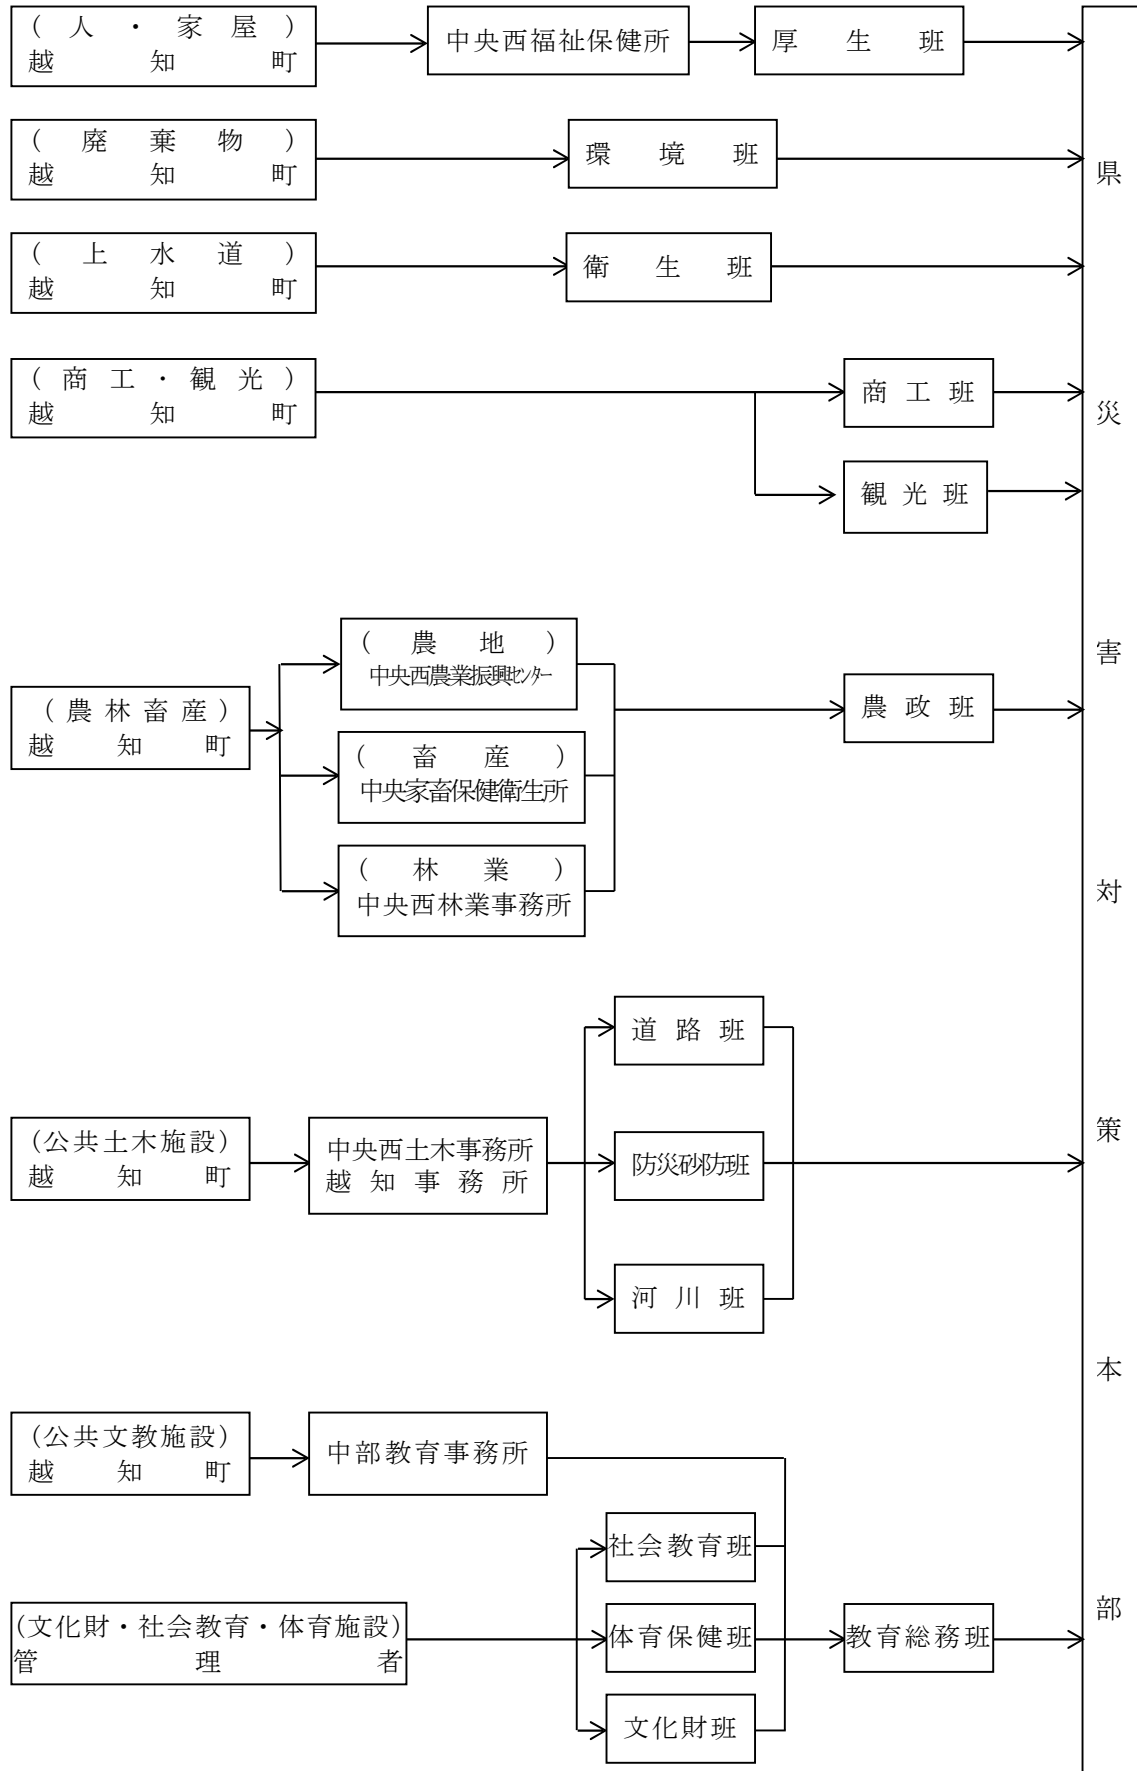 (人・家屋)
越知町
中央西福祉保健所
厚生班
(廃棄物)
越知町
環境班
(上水道)
越知町
衛生班
(商工・観光)
越知町
商工班
観光班
(農林畜産)
越知町
(農地)
中央西農業振興センター
(畜産)
中央家畜保健衛生所
(林業)
中央西林業事務所
農政班
(公共土木施設)
越知町
中央西土木事務所
越知事務所
道路班
防災砂防班
河川班
(公共文教施設)
越知町
中部教育事務所
(文化財・社会教育・体育施設)
管理者
社会教育班
体育保健班
文化財班
教育総務班
県災害対策本部